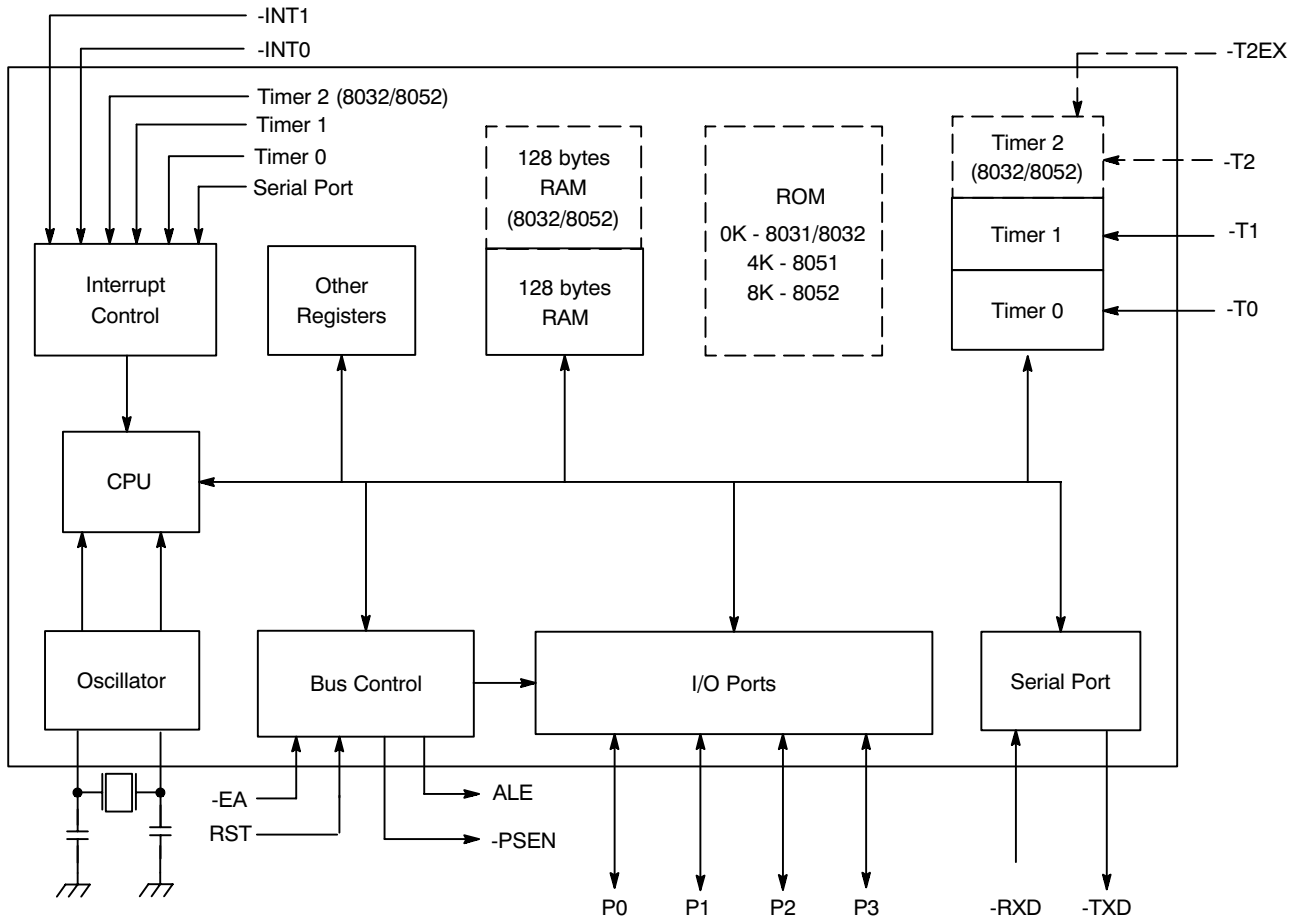 -INT1
-INT0
-T2EX
Timer 2 (8032/8052)
Timer 1
Timer 0
Serial Port
128 bytes
RAM
(8032/8052)
128 bytes
RAM
ROM
0K - 8031/8032
4K - 8051
8K - 8052
Timer 2
(8032/8052)
Timer 1
Timer 0
-T2
-T1
-T0
Interrupt
Control
Other
Registers
CPU
Oscillator
Bus Control
I/O Ports
Serial Port
-EA
RST
ALE
-PSEN
P0
P1
P2
P3
-RXD
-TXD